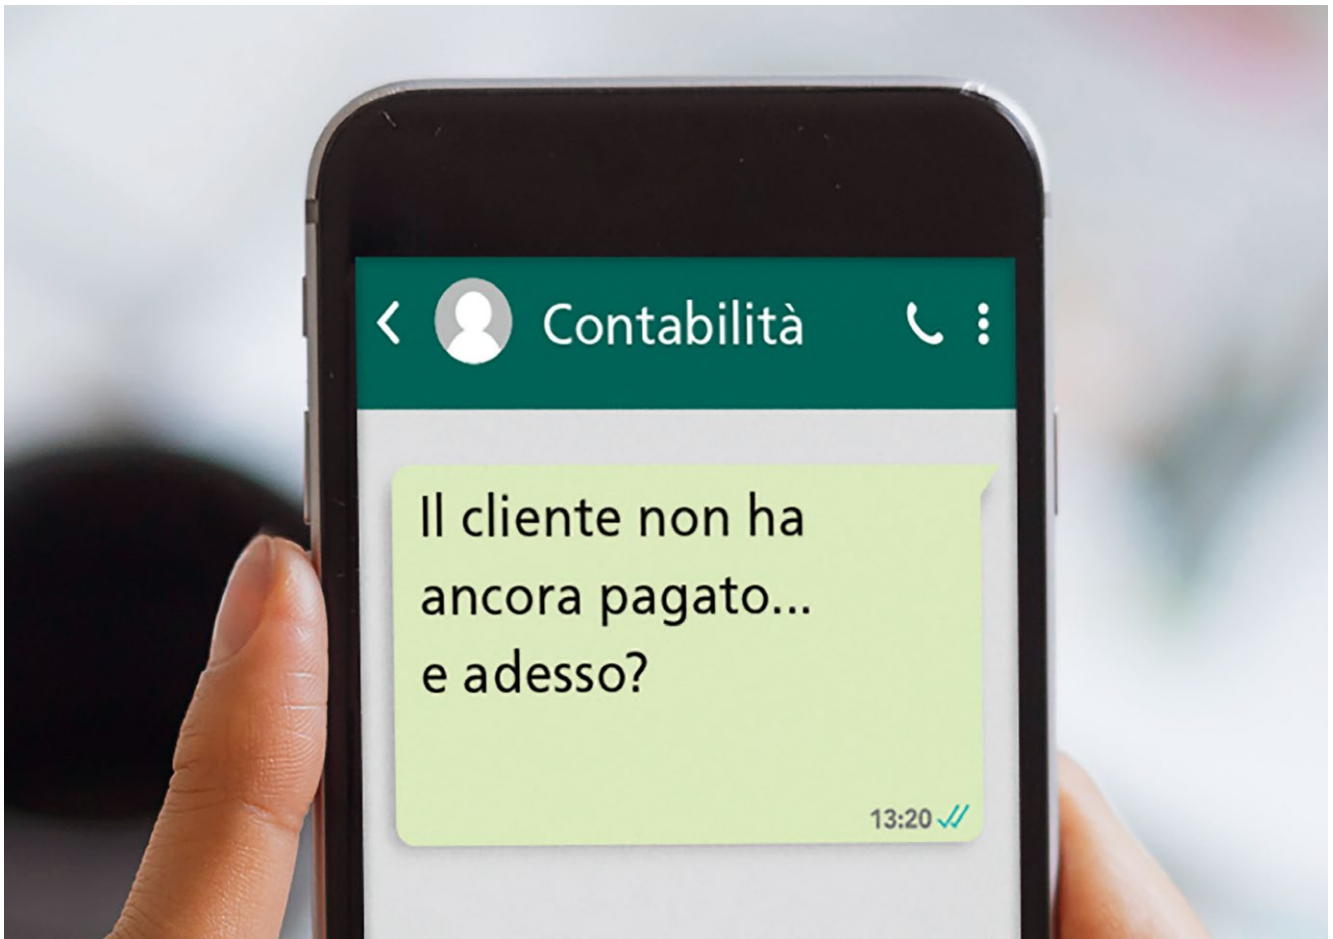 Contabilità
Il cliente non ha
ancora pagato...
e adesso?
13:20